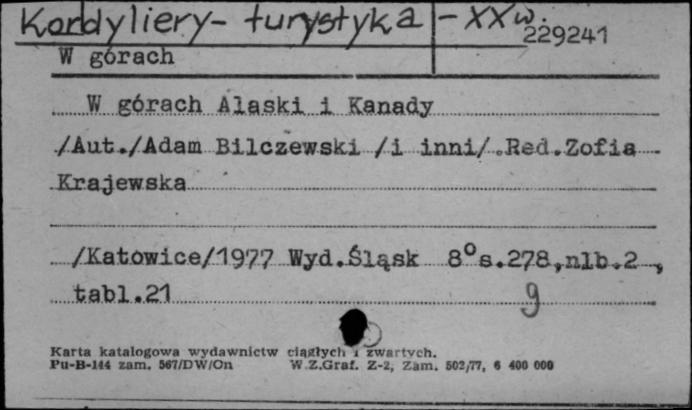 Kordyliery - turystyka - XX w.
229241
W górach
W górach Alaski i Kanady
/Aut./Adam Bilczewski /i inni/.Red.Zofia
Krajewska
/Katowice/1977 Wyd.Śląsk 8° s.278,nlb.2 ,
tabl.21
9
Karta katalogowa wydawnictw ciągłych i zwartych.
Pu-B-144 zam. 567/DW/On W.Z.Graf. Z-2, Zam. 502/77, 6 400 000